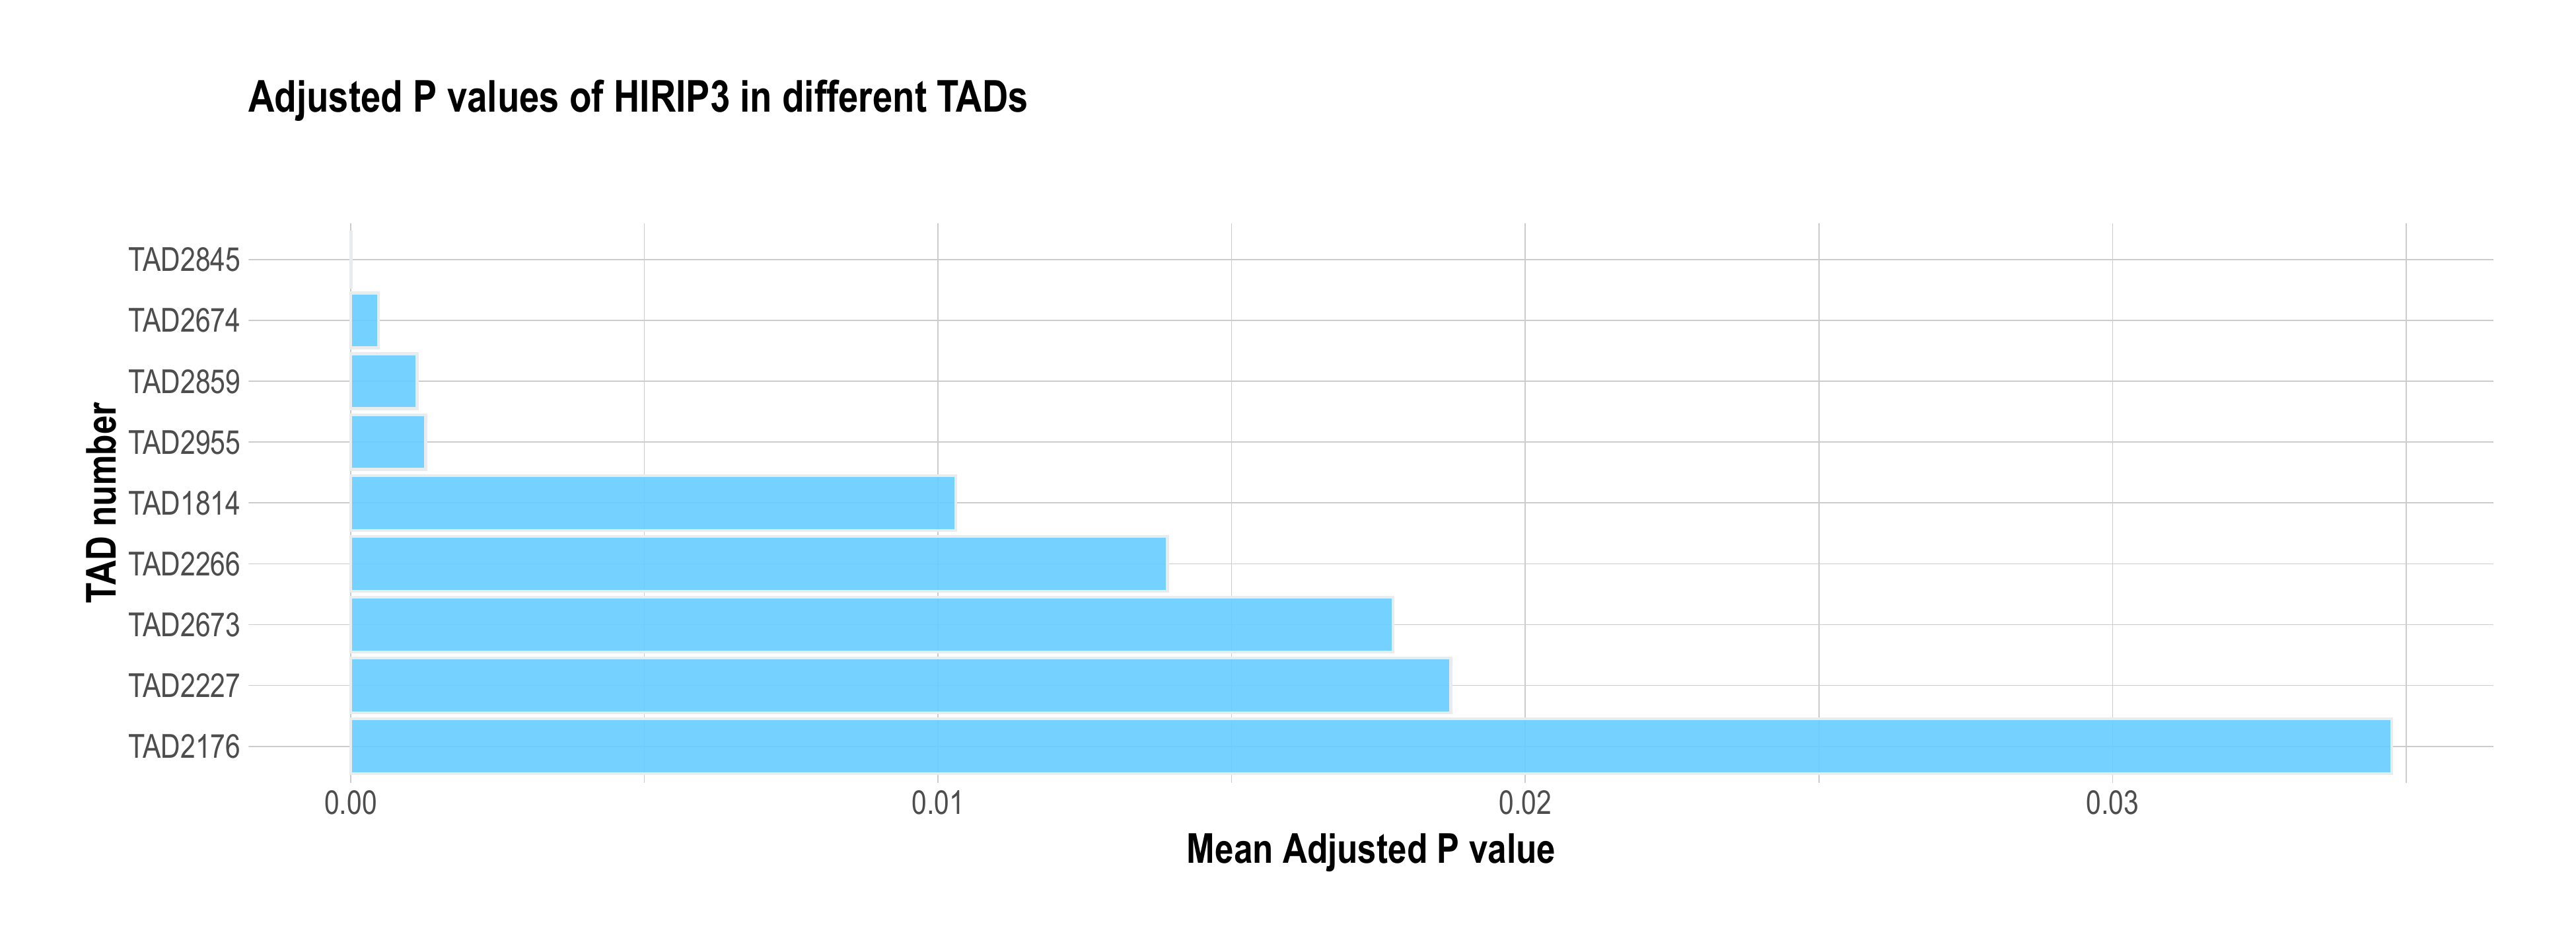 Adjusted P values of HIRIP3 in different TADs
TAD number
TAD2845
TAD2674
TAD2859
TAD2955
TAD1814
TAD2266
TAD2673
TAD2227
TAD2176
0.00 0.01 0.02 0.03
Mean Adjusted P value